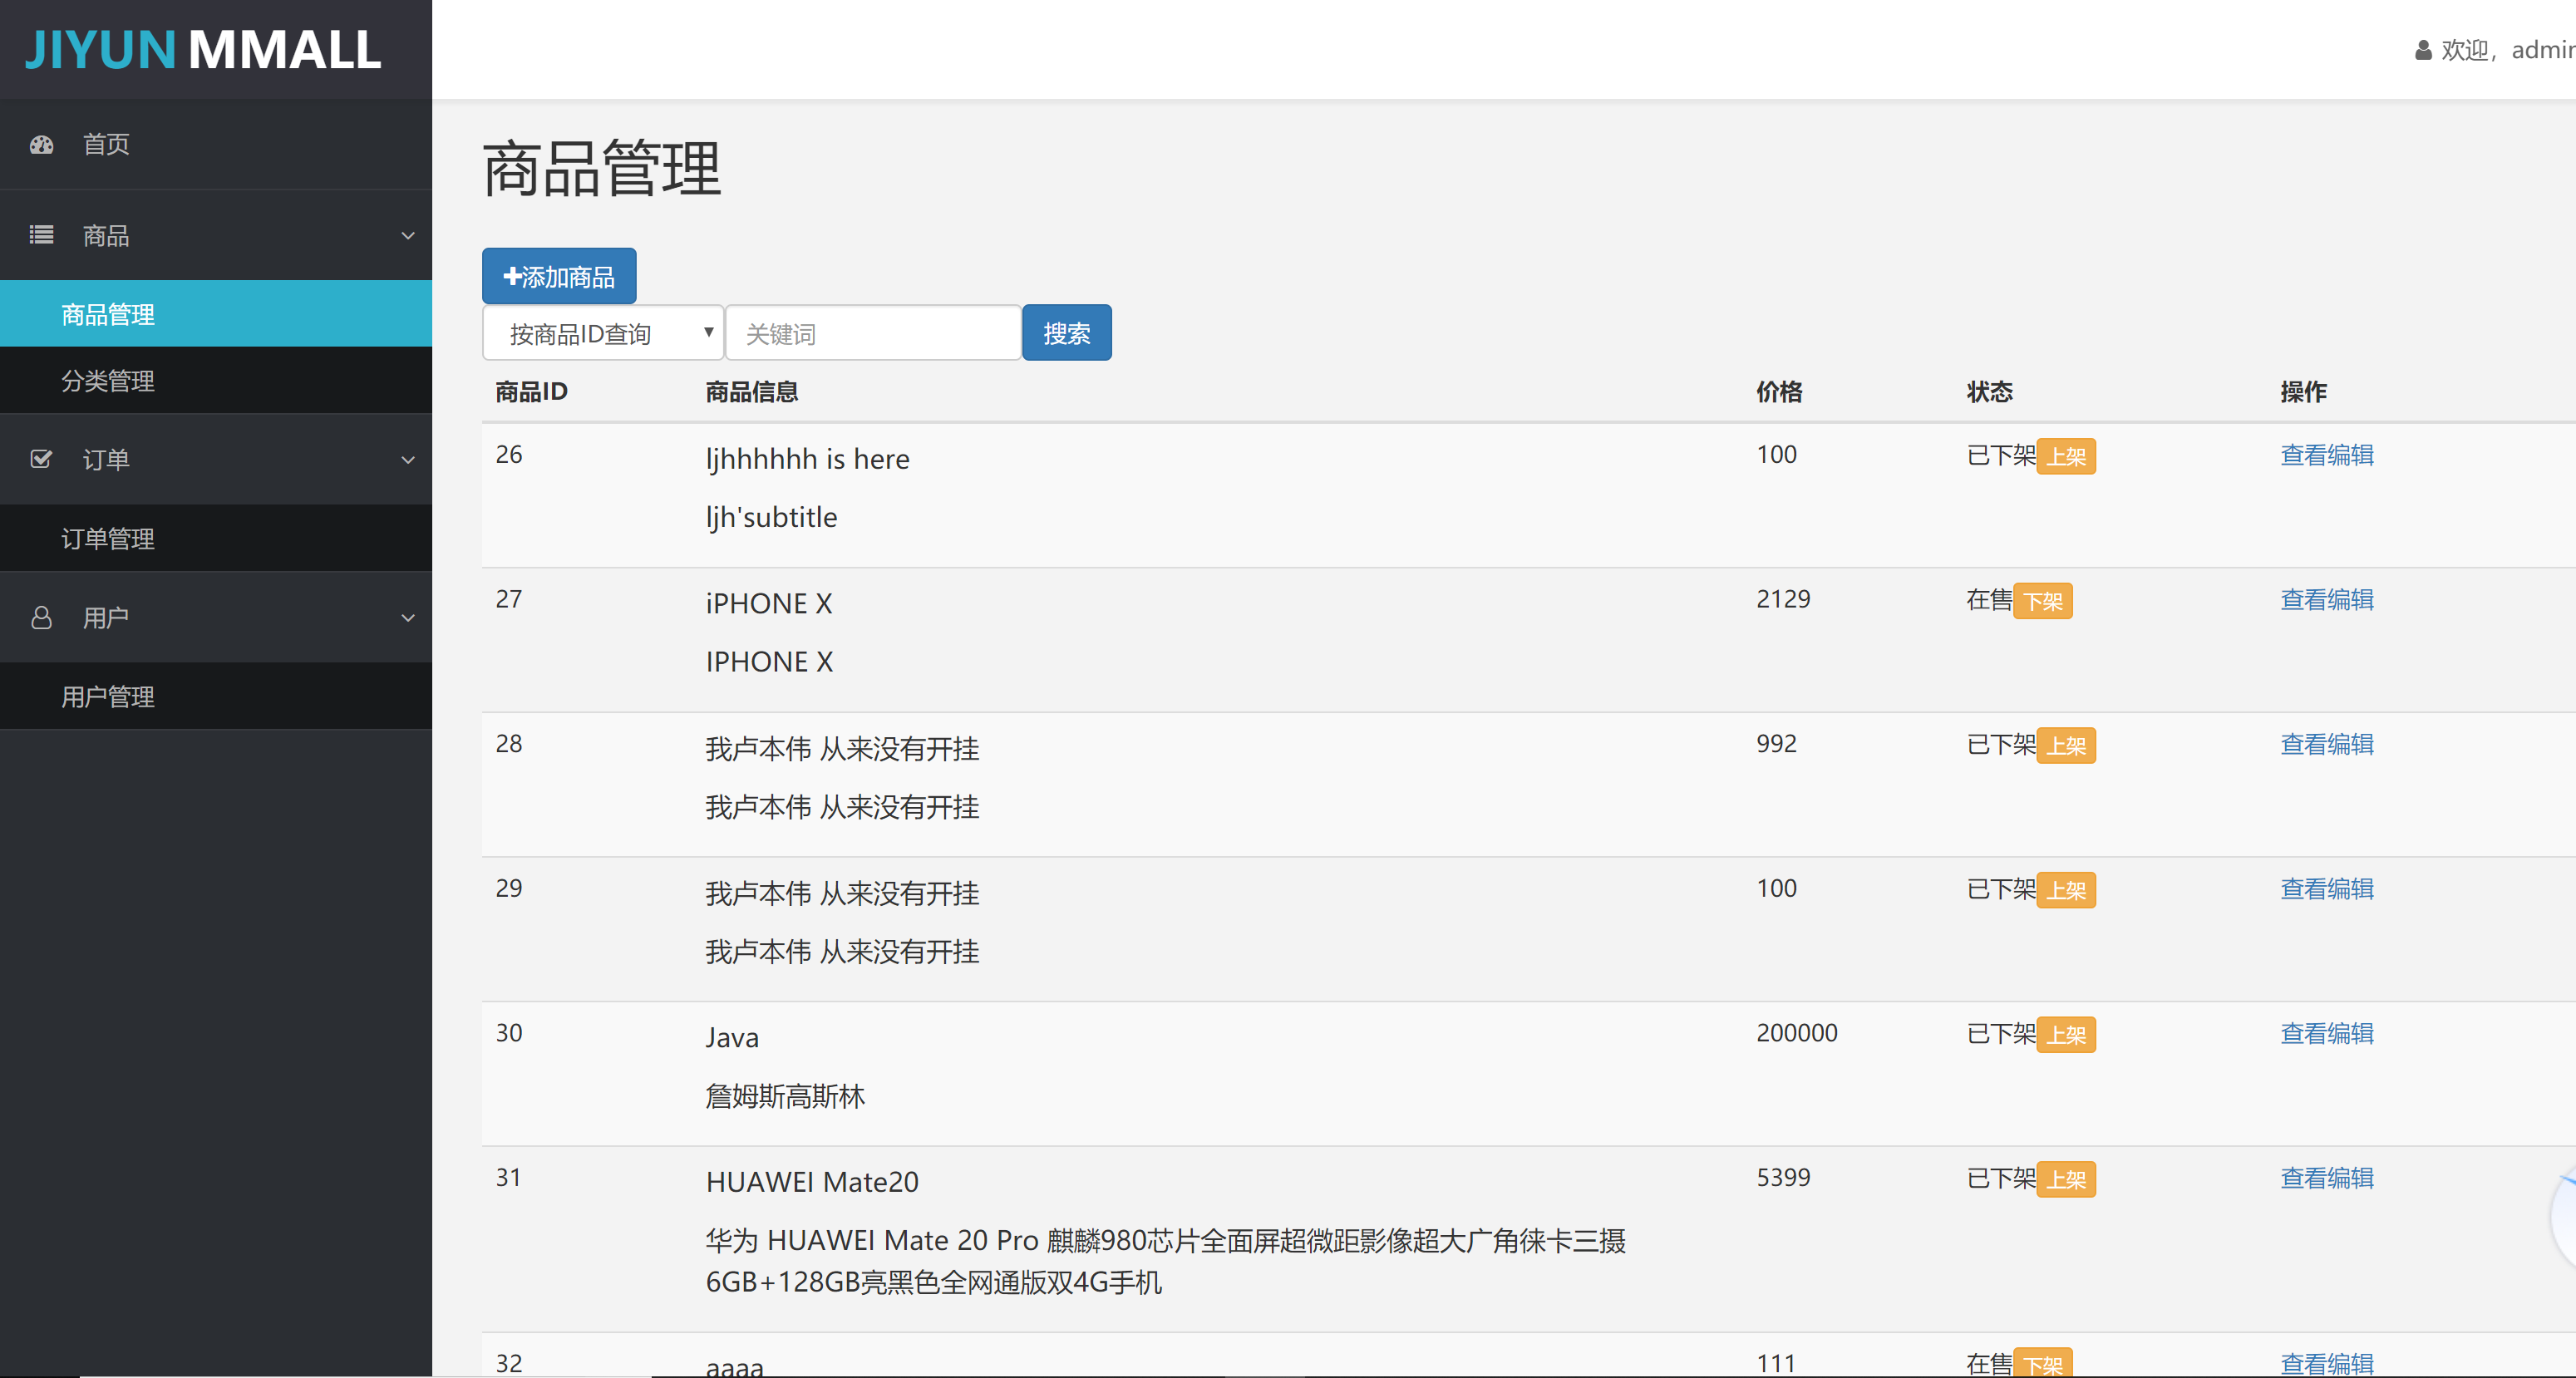 JIYUN MMALL
欢迎，admin
首页
商品
商品管理
分类管理
订单
订单管理
用户
用户管理
商品管理
添加商品
按商品ID查询 关键词 搜索
商品ID 商品信息 价格 状态 操作
26 ljhhhhhh is here 100 已下架 上架 查看编辑
ljh'subtitle
27 iPHONE X 2129 在售 下架 查看编辑
IPHONE X
28 我卢本伟 从来没有开挂 992 已下架 上架 查看编辑
我卢本伟 从来没有开挂
29 我卢本伟 从来没有开挂 100 已下架 上架 查看编辑
我卢本伟 从来没有开挂
30 Java 200000 已下架 上架 查看编辑
詹姆斯高斯林
31 HUAWEI Mate20 5399 已下架 上架 查看编辑
华为 HUAWEI Mate 20 Pro 麒麟980芯片全面屏超微距影像超大广角徕卡三摄
6GB+128GB亮黑色全网通版双4G手机
32 aaaa 111 在售 下架 查看编辑